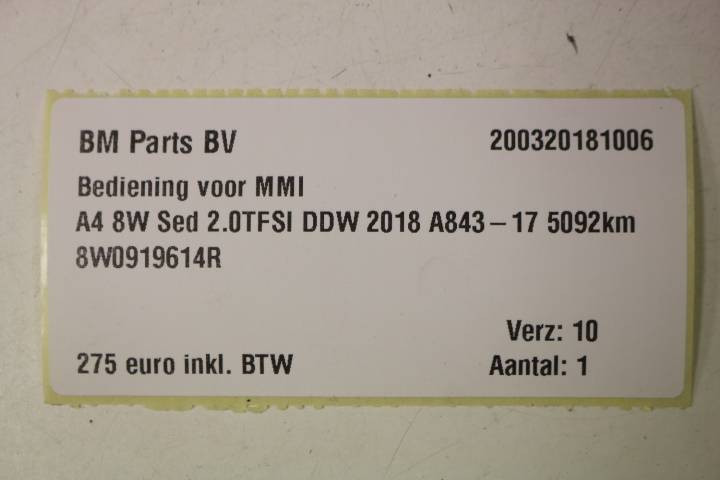 BM Parts BV 200320181006
Bediening voor MMI
A4 8W Sed 2.0TFSI DDW 2018 A843 – 17 5092km
8W0919614R
Verz: 10
275 euro inkl. BTW Aantal: 1